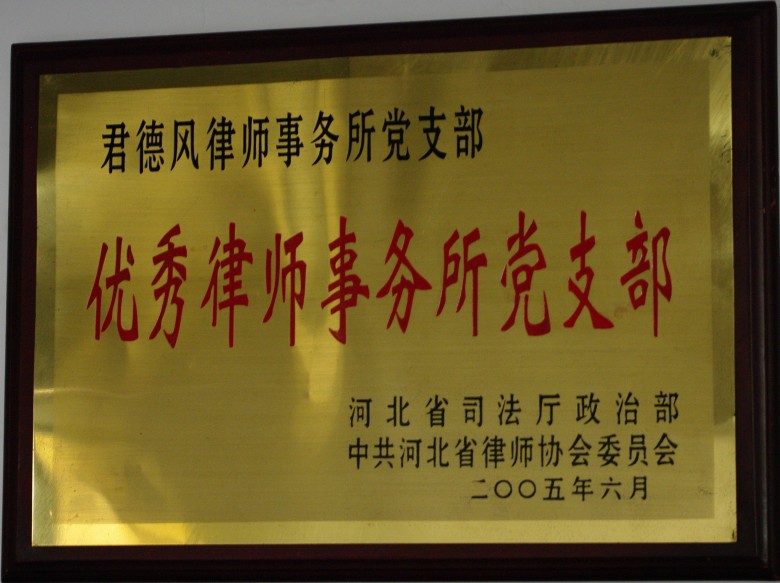 君德风律师事务所党支部
优秀律师事务所党支部
河北省司法厅政治部
中共河北省律师协会委员会
二〇〇五年六月